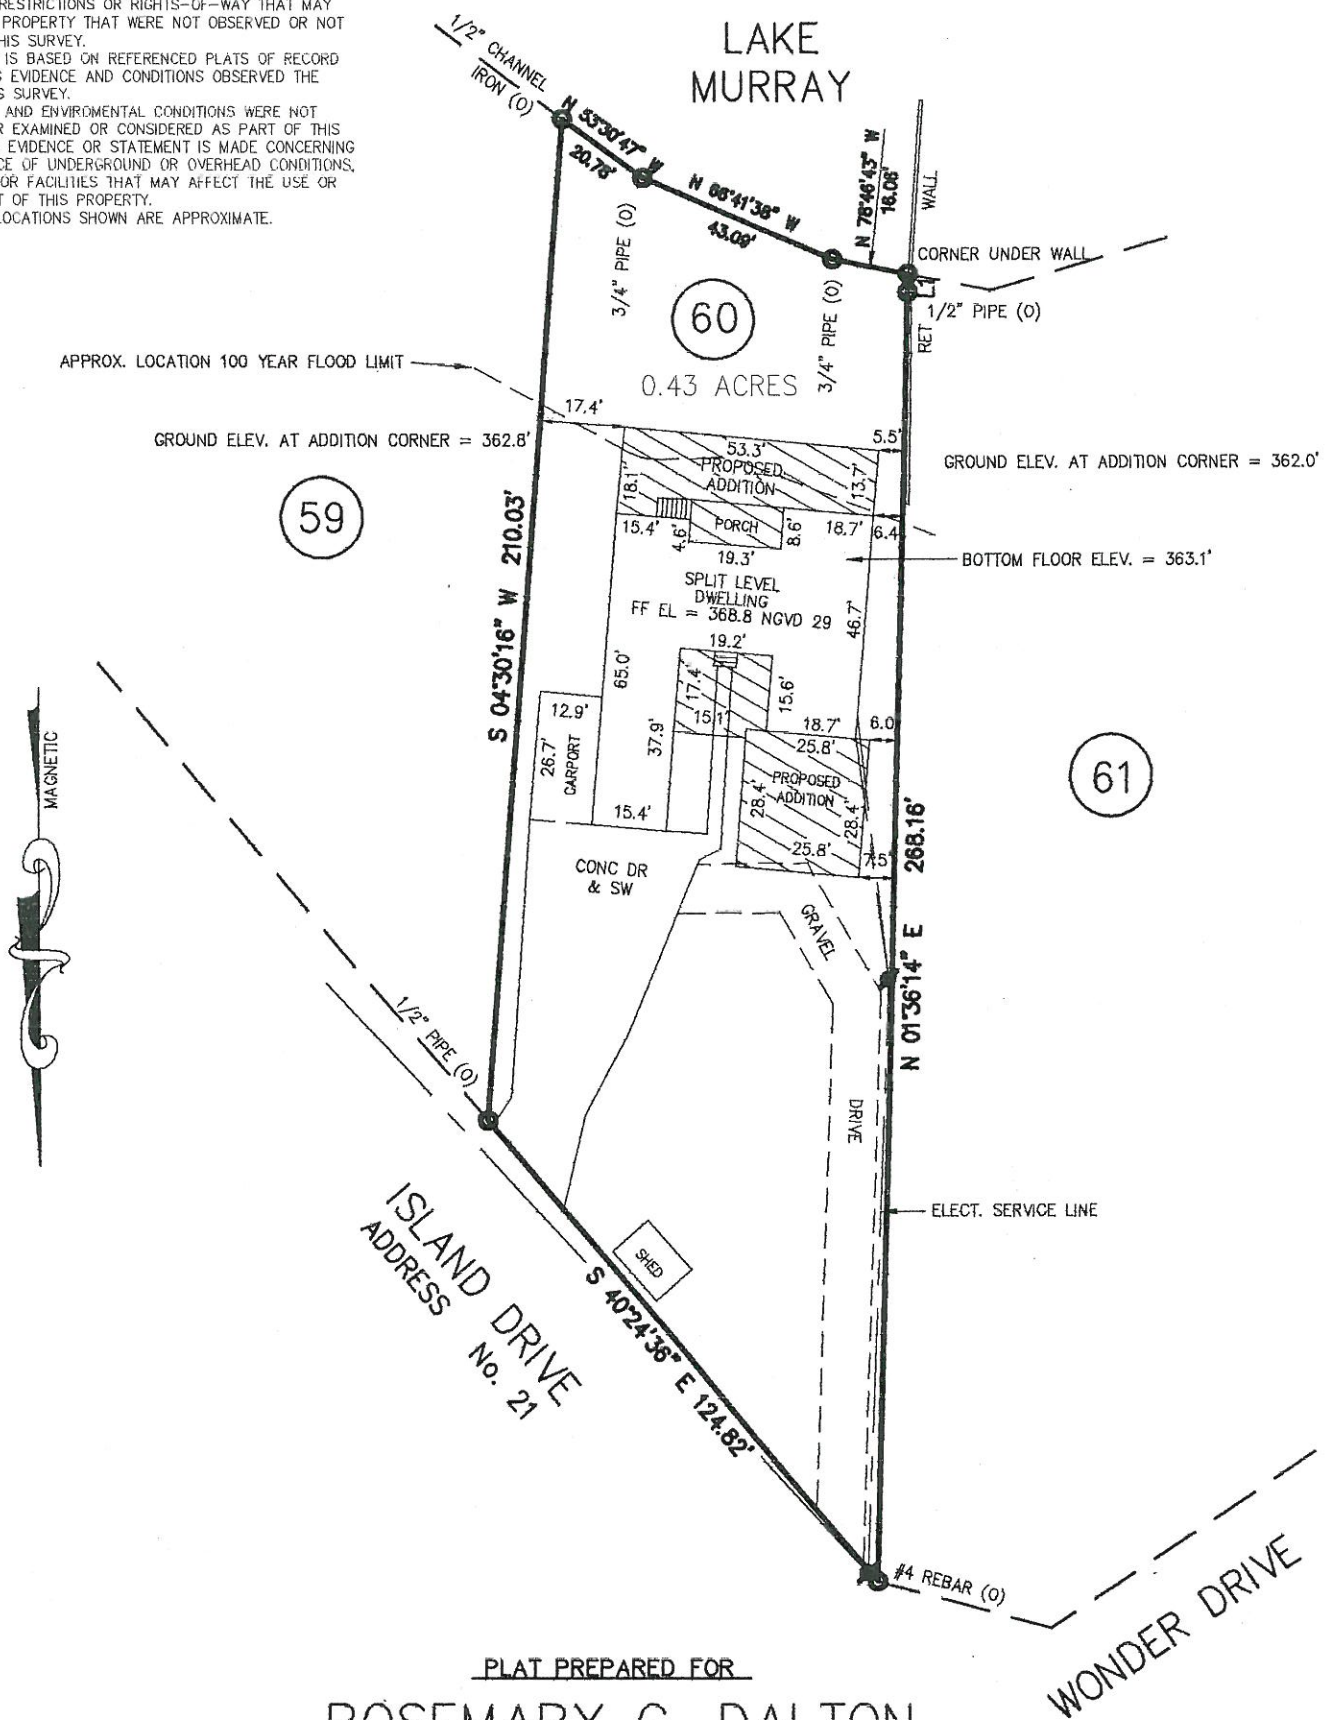 RESTRICTIONS OR RIGHTS-OF-WAY THAT MAY
PROPERTY THAT WERE NOT OBSERVED OR NOT
HIS SURVEY.
IS BASED ON REFERENCED PLATS OF RECORD
EVIDENCE AND CONDITIONS OBSERVED THE
S SURVEY.
AND ENVIROMENTAL CONDITIONS WERE NOT
R EXAMINED OR CONSIDERED AS PART OF THIS
EVIDENCE OR STATEMENT IS MADE CONCERNING
CE OF UNDERGROUND OR OVERHEAD CONDITIONS,
OR FACILITIES THAT MAY AFFECT THE USE OR
T OF THIS PROPERTY.
LOCATIONS SHOWN ARE APPROXIMATE.
1/2" CHANNEL
IRON (O)
LAKE
MURRAY
N 53°30'47" W
20.78'
N 66°41'38" W
43.09'
N 78°46'43" W
16.06'
WALL
CORNER UNDER WALL
L1
1/2" PIPE (O)
RET
3/4" PIPE (O)
3/4" PIPE (O)
60
0.43 ACRES
APPROX. LOCATION 100 YEAR FLOOD LIMIT
17.4'
5.5'
GROUND ELEV. AT ADDITION CORNER = 362.8'
GROUND ELEV. AT ADDITION CORNER = 362.0'
53.3'
PROPOSED
ADDITION
18.1'
13.7'
59
15.4'
4.6'
PORCH
8.6'
18.7'
6.4
19.3'
BOTTOM FLOOR ELEV. = 363.1'
SPLIT LEVEL
DWELLING
FF EL = 368.8 NGVD 29
46.7'
19.2'
S 04°30'16" W 210.03'
65.0'
17.4'
15.6'
15.1'
12.9'
26.7'
CARPORT
37.9'
18.7'
6.0
25.8'
PROPOSED
ADDITION
28.4'
28.4'
25.8'
7.5'
15.4'
61
MAGNETIC
CONC DR
& SW
GRAVEL
DRIVE
N 01°36'14" E 268.16'
1/2" PIPE (O)
ELECT. SERVICE LINE
SHED
ISLAND DRIVE
ADDRESS No. 21
S 40°24'36" E 124.82'
#4 REBAR (O)
WONDER DRIVE
PLAT PREPARED FOR
ROSEMARY C. DALTON